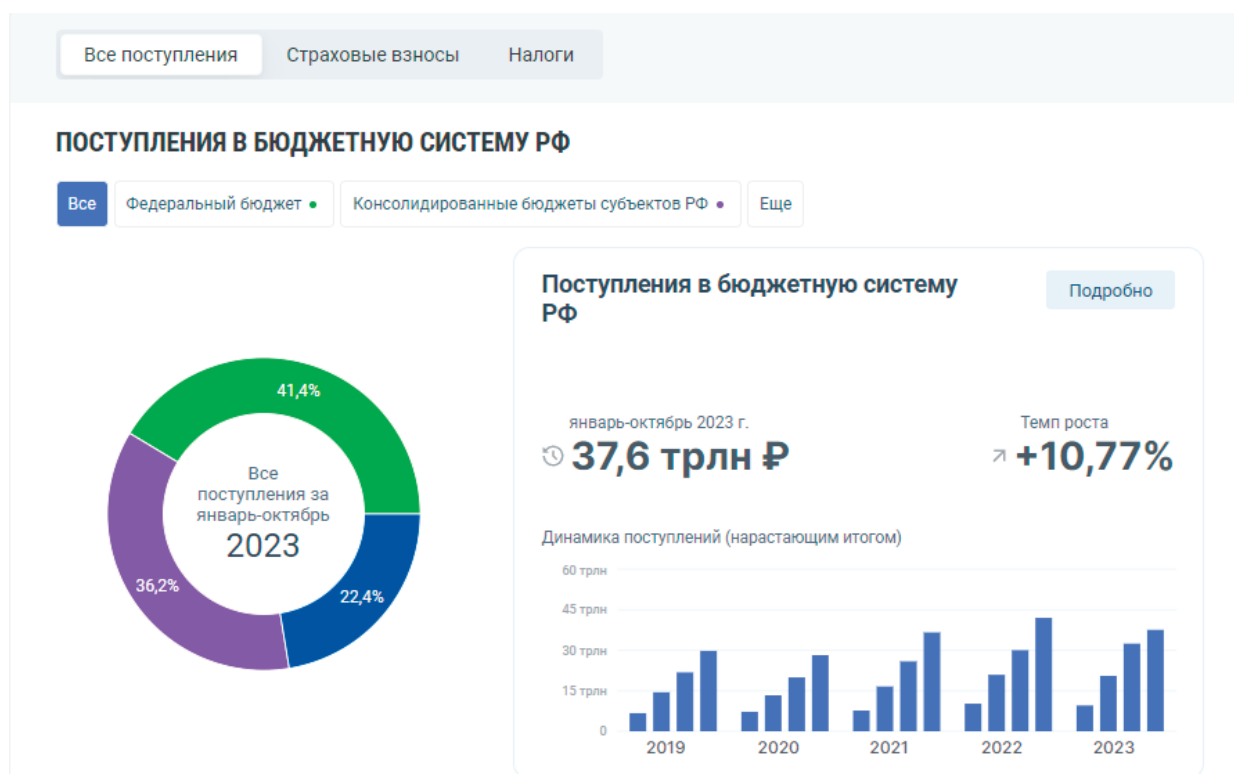 Все поступления
Страховые взносы
Налоги
ПОСТУПЛЕНИЯ В БЮДЖЕТНУЮ СИСТЕМУ РФ
Все
Федеральный бюджет
Консолидированные бюджеты субъектов РФ
Еще
41,4%
36,2%
22,4%
Все
поступления за
январь-октябрь
2023
Поступления в бюджетную систему
РФ
Подробно
январь-октябрь 2023 г.
37,6 трлн ₽
Темп роста
+10,77%
Динамика поступлений (нарастающим итогом)
60 трлн
45 трлн
30 трлн
15 трлн
0
2019
2020
2021
2022
2023